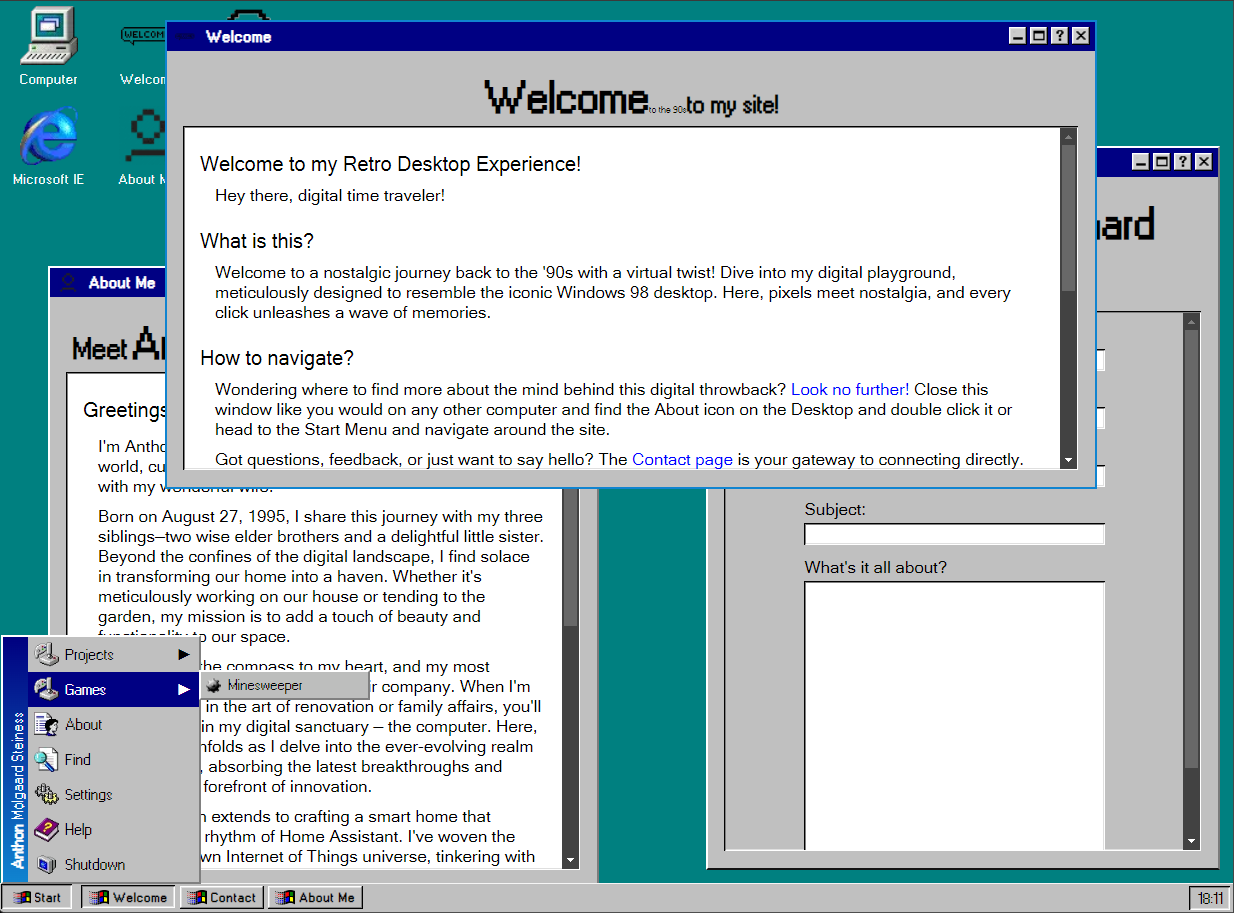 Computer
WELCOM
Welcom
Microsoft IE
About M
Welcome
Welcome to the 90s to my site!
Welcome to my Retro Desktop Experience!
Hey there, digital time traveler!
What is this?
Welcome to a nostalgic journey back to the '90s with a virtual twist! Dive into my digital playground,
meticulously designed to resemble the iconic Windows 98 desktop. Here, pixels meet nostalgia, and every
click unleashes a wave of memories.
How to navigate?
Wondering where to find more about the mind behind this digital throwback? Look no further! Close this
window like you would on any other computer and find the About icon on the Desktop and double click it or
head to the Start Menu and navigate around the site.
Got questions, feedback, or just want to say hello? The Contact page is your gateway to connecting directly.
aard
Subject:
What's it all about?
About Me
Meet A
Greetings
I'm Antho
world, cu
with my wonderful wife.
Born on August 27, 1995, I share this journey with my three
siblings—two wise elder brothers and a delightful little sister.
Beyond the confines of the digital landscape, I find solace
in transforming our home into a haven. Whether it's
meticulously working on our house or tending to the
garden, my mission is to add a touch of beauty and
functionality to our space.
the compass to my heart, and my most
ir company. When I'm
in the art of renovation or family affairs, you'll
in my digital sanctuary – the computer. Here,
nfolds as I delve into the ever-evolving realm
, absorbing the latest breakthroughs and
forefront of innovation.
n extends to crafting a smart home that
rhythm of Home Assistant. I've woven the
wn Internet of Things universe, tinkering with
Anthon Mølgaard Steiness
Projects
Games
Minesweeper
About
Find
Settings
Help
Shutdown
Start
Welcome
Contact
About Me
18:11